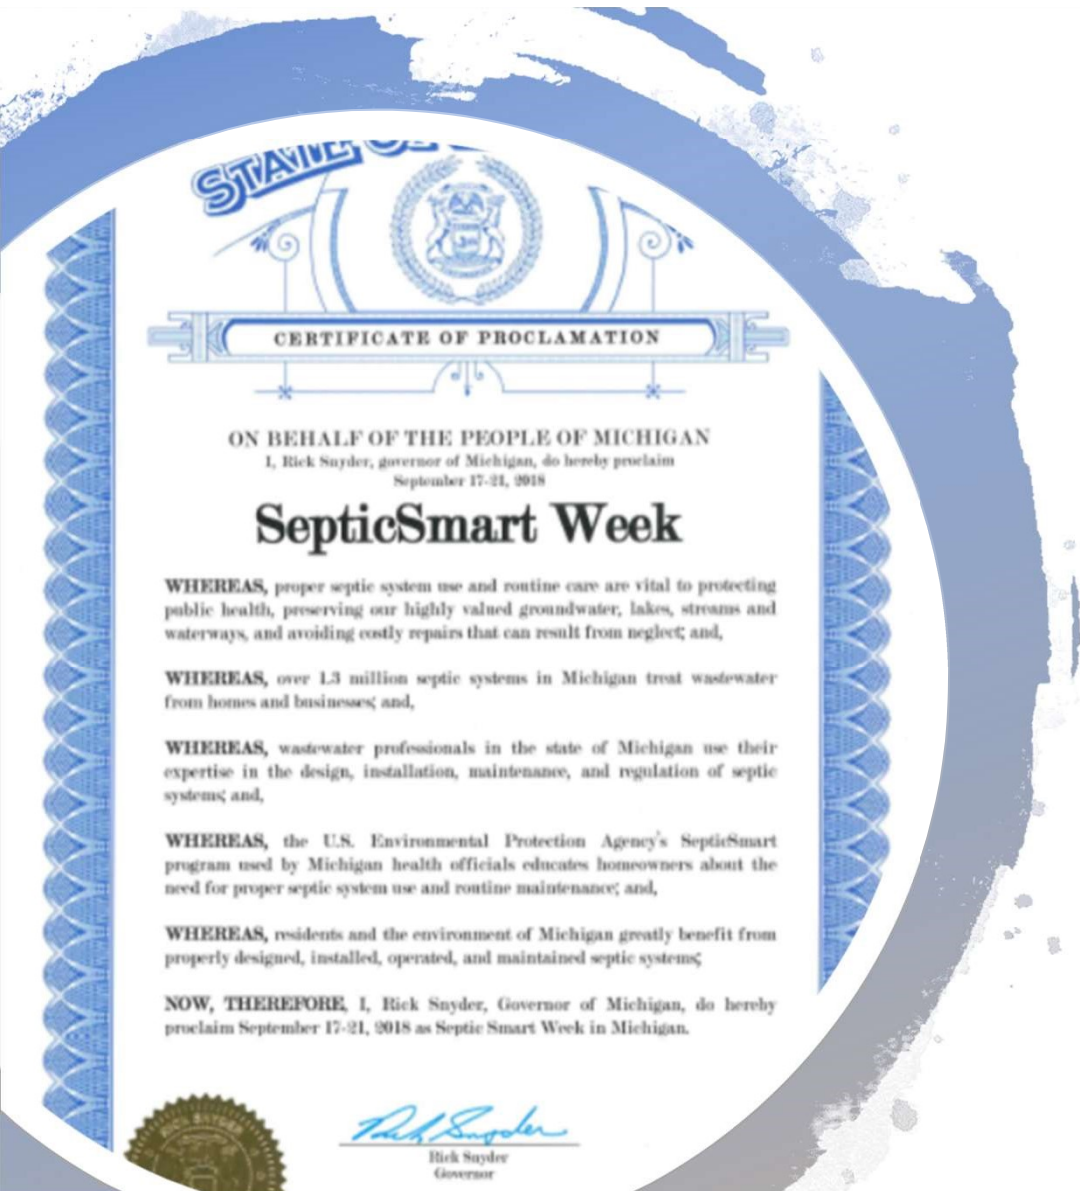 STATE OF
CERTIFICATE OF PROCLAMATION
ON BEHALF OF THE PEOPLE OF MICHIGAN
I, Rick Snyder, governor of Michigan, do hereby proclaim
September 17-21, 2018
SepticSmart Week
WHEREAS, proper septic system use and routine care are vital to protecting
public health, preserving our highly valued groundwater, lakes, streams and
waterways, and avoiding costly repairs that can result from neglect; and,
WHEREAS, over 1.3 million septic systems in Michigan treat wastewater
from homes and businesses; and,
WHEREAS, wastewater professionals in the state of Michigan use their
expertise in the design, installation, maintenance, and regulation of septic
systems; and,
WHEREAS, the U.S. Environmental Protection Agency's SepticSmart
program used by Michigan health officials educates homeowners about the
need for proper septic system use and routine maintenance; and,
WHEREAS, residents and the environment of Michigan greatly benefit from
properly designed, installed, operated, and maintained septic systems;
NOW, THEREFORE, I, Rick Snyder, Governor of Michigan, do hereby
proclaim September 17-21, 2018 as Septic Smart Week in Michigan.
RICK SNYDER
Rick Snyder
Rick Snyder
Governor